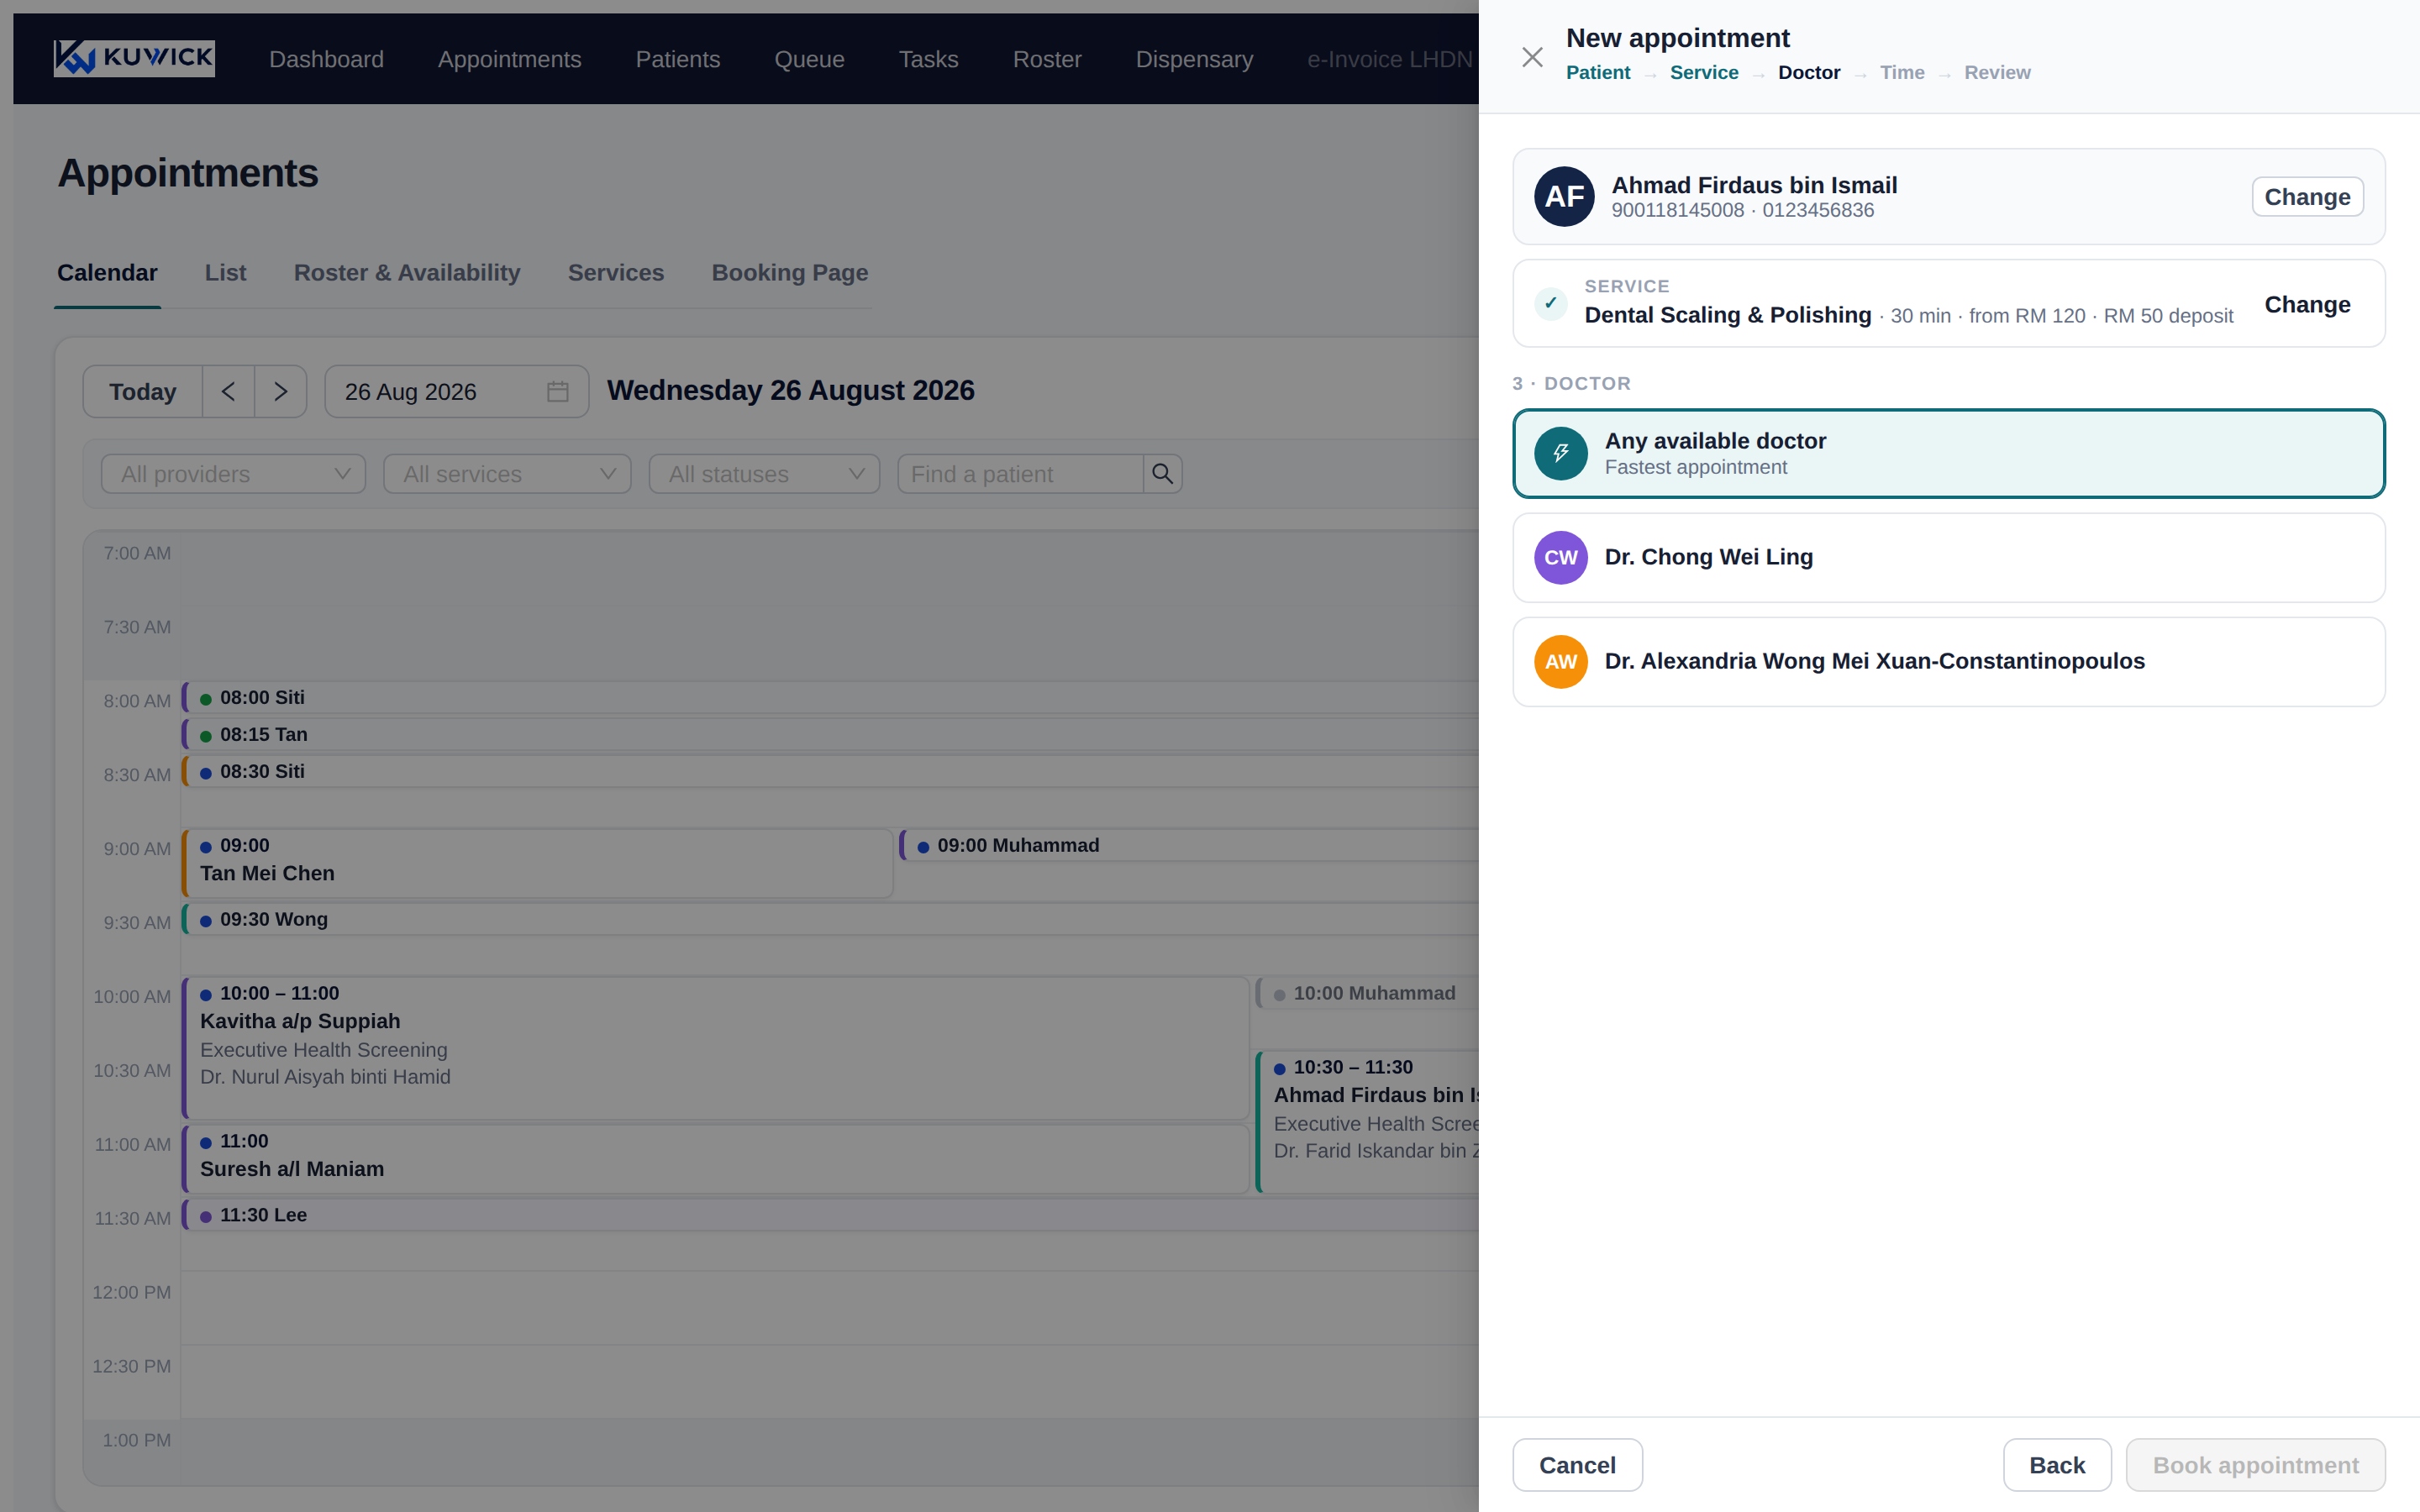 KUWICK
Dashboard
Appointments
Patients
Queue
Tasks
Roster
Dispensary
e-Invoice LHDN
Appointments
Calendar
List
Roster & Availability
Services
Booking Page
Today
26 Aug 2026
Wednesday 26 August 2026
All providers
All services
All statuses
Find a patient
7:00 AM
7:30 AM
8:00 AM
08:00 Siti
08:15 Tan
8:30 AM
08:30 Siti
9:00 AM
09:00
Tan Mei Chen
09:00 Muhammad
9:30 AM
09:30 Wong
10:00 AM
10:00 – 11:00
Kavitha a/p Suppiah
Executive Health Screening
Dr. Nurul Aisyah binti Hamid
10:00 Muhammad
10:30 AM
10:30 – 11:30
Ahmad Firdaus bin
Executive Health
Dr. Farid Iskandar bin
11:00 AM
11:00
Suresh a/l Maniam
11:30 AM
11:30 Lee
12:00 PM
12:30 PM
1:00 PM
New appointment
Patient → Service → Doctor → Time → Review
AF
Ahmad Firdaus bin Ismail
900118145008 · 0123456836
Change
✓
SERVICE
Dental Scaling & Polishing · 30 min · from RM 120 · RM 50 deposit
Change
3 · DOCTOR
Any available doctor
Fastest appointment
CW
Dr. Chong Wei Ling
AW
Dr. Alexandria Wong Mei Xuan-Constantinopoulos
Cancel
Back
Book appointment